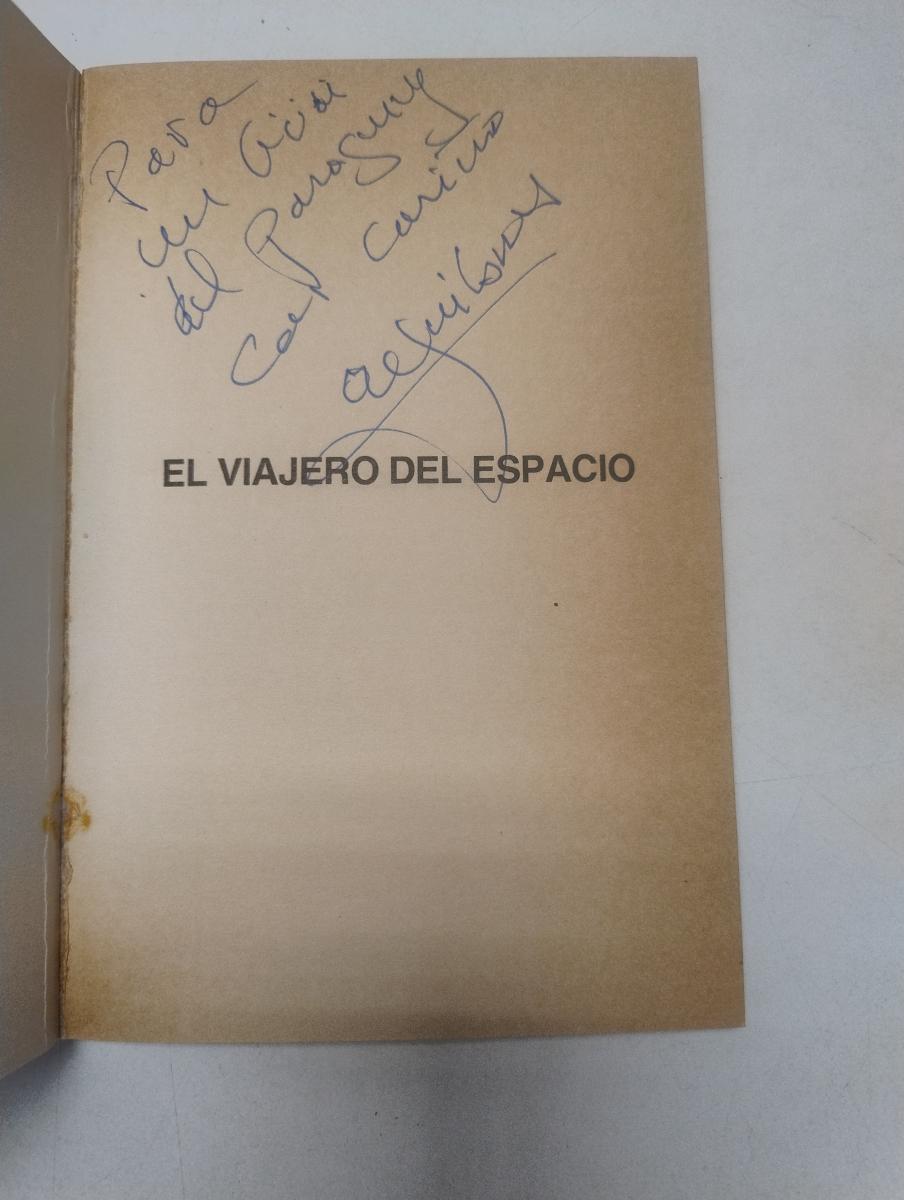 Para
un
del Paraguay
Con cariño
EL VIAJERO DEL ESPACIO